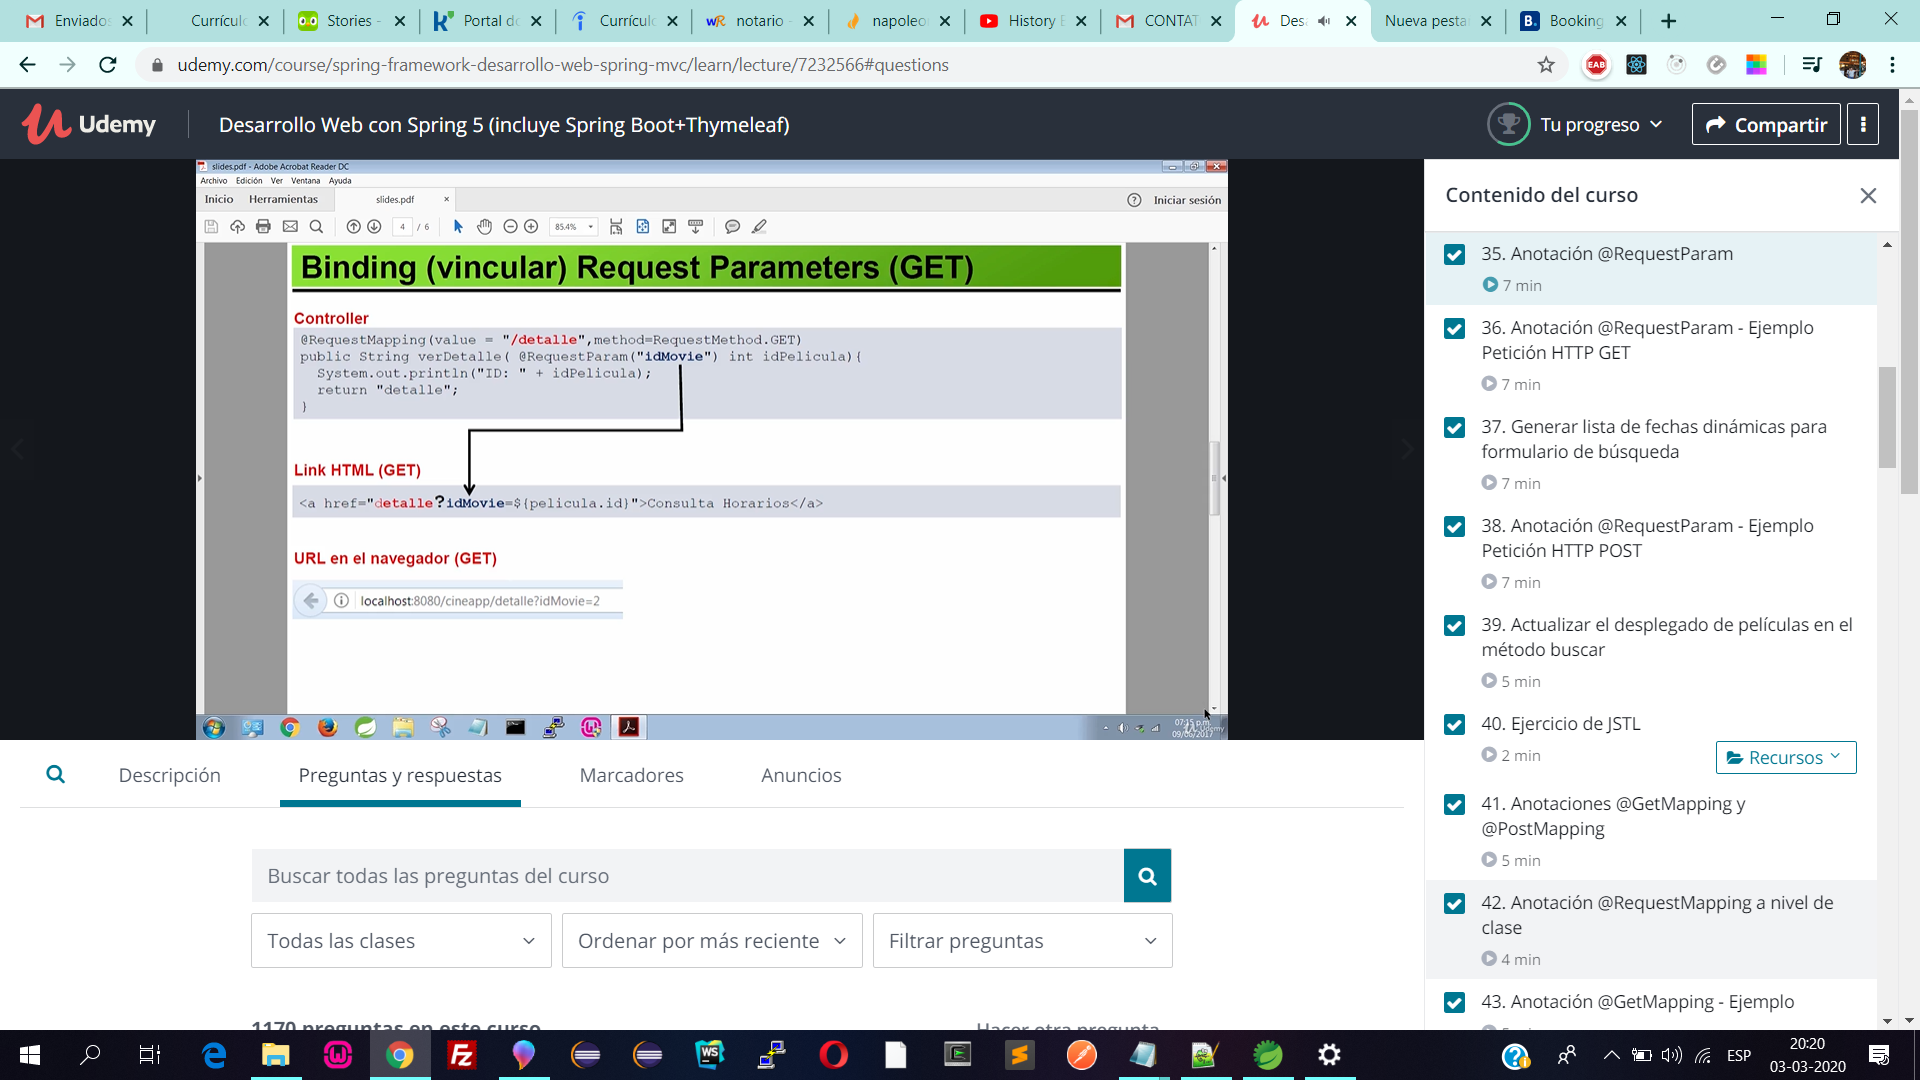 Enviados
Currículo
Stories -
Portal de
Currículo
notario -
napoleon
History E
CONTAT
Des
Nueva pesta
Booking
udemy.com/course/spring-framework-desarrollo-web-spring-mvc/learn/lecture/7232566#questions
EAB
Udemy
Desarrollo Web con Spring 5 (incluye Spring Boot+Thymeleaf)
Tu progreso
Compartir
slides.pdf - Adobe Acrobat Reader DC
Archivo Edición Ver Ventana Ayuda
Inicio Herramientas slides.pdf Iniciar sesión
4 / 6 85.4%
Binding (vincular) Request Parameters (GET)
Controller
@RequestMapping(value = "/detalle",method=RequestMethod.GET)
public String verDetalle( @RequestParam("idMovie") int idPelicula){
System.out.println("ID: " + idPelicula);
return "detalle";
}
Link HTML (GET)
<a href="detalle?idMovie=${pelicula.id}">Consulta Horarios</a>
URL en el navegador (GET)
localhost:8080/cineapp/detalle?idMovie=2
07:15 p.m.
09/06/2017
Contenido del curso
35. Anotación @RequestParam
7 min
36. Anotación @RequestParam - Ejemplo
Petición HTTP GET
7 min
37. Generar lista de fechas dinámicas para
formulario de búsqueda
7 min
38. Anotación @RequestParam - Ejemplo
Petición HTTP POST
7 min
39. Actualizar el desplegado de películas en el
método buscar
5 min
40. Ejercicio de JSTL
2 min
Recursos
41. Anotaciones @GetMapping y
@PostMapping
5 min
42. Anotación @RequestMapping a nivel de
clase
4 min
43. Anotación @GetMapping - Ejemplo
Descripción
Preguntas y respuestas
Marcadores
Anuncios
Buscar todas las preguntas del curso
Todas las clases
Ordenar por más reciente
Filtrar preguntas
1170 preguntas en este curso
Hacer otra pregunta
ESP
20:20
03-03-2020